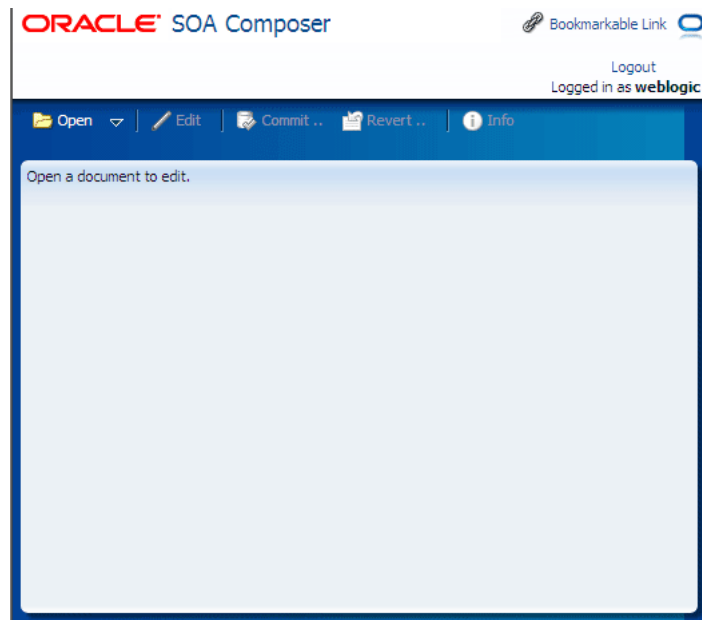 ORACLE SOA Composer
Bookmarkable Link
Logout
Logged in as weblogic
Open Edit Commit .. Revert .. Info
Open a document to edit.